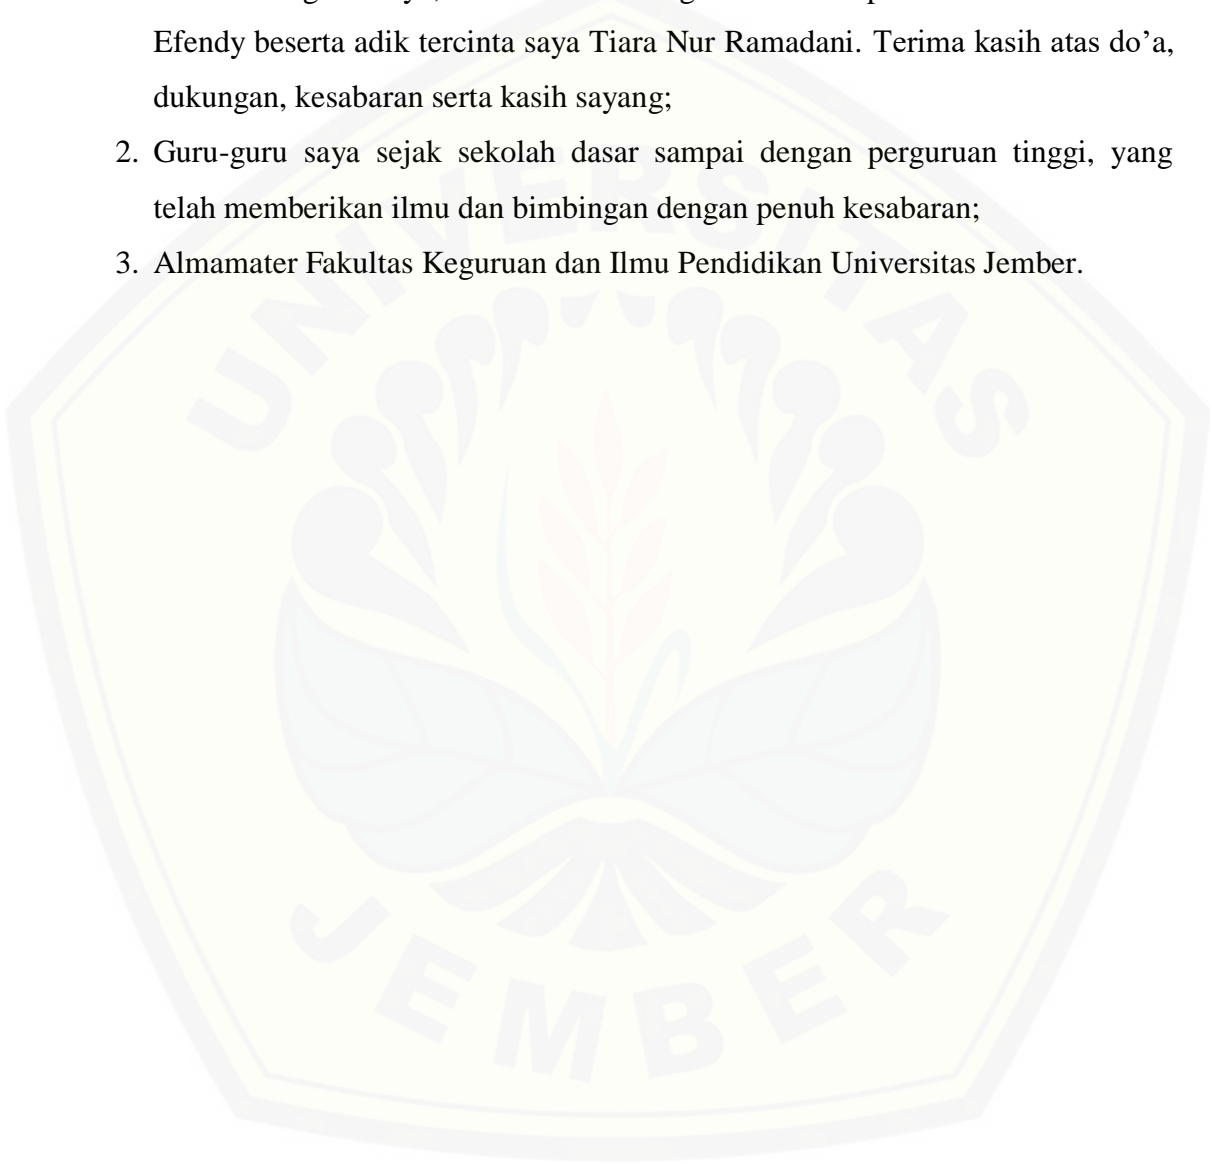 Efendy beserta adik tercinta saya Tiara Nur Ramadani. Terima kasih atas do’a,
dukungan, kesabaran serta kasih sayang;
2. Guru-guru saya sejak sekolah dasar sampai dengan perguruan tinggi, yang
telah memberikan ilmu dan bimbingan dengan penuh kesabaran;
3. Almamater Fakultas Keguruan dan Ilmu Pendidikan Universitas Jember.
UNIVERSITAS
JEMBER